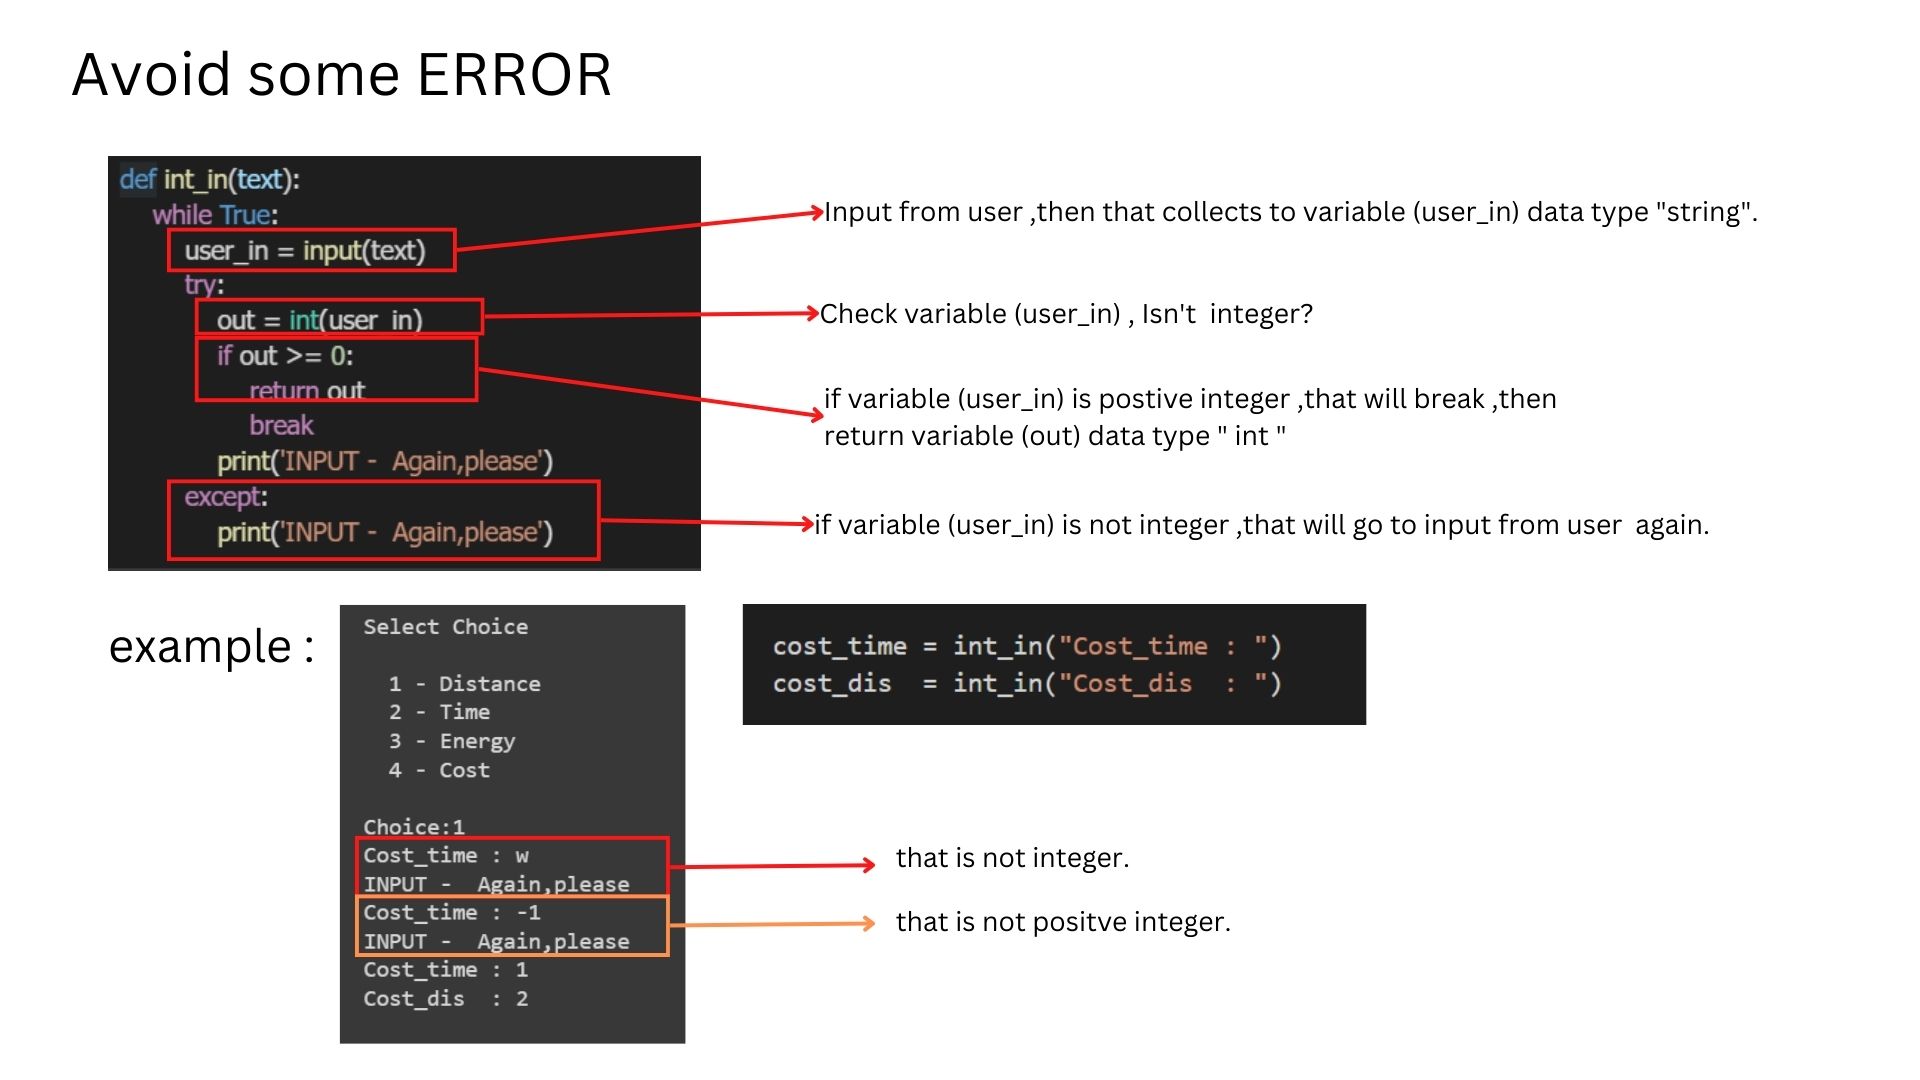 Avoid some ERROR
def int_in(text):
while True:
user_in = input(text)
try:
out = int(user_in)
if out >= 0:
return out
break
print('INPUT -  Again,please')
except:
print('INPUT -  Again,please')
Input from user ,then that collects to variable (user_in) data type "string".
Check variable (user_in) , Isn't  integer?
if variable (user_in) is postive integer ,that will break ,then
return variable (out) data type " int "
if variable (user_in) is not integer ,that will go to input from user  again.
example :
Select Choice
1 - Distance
2 - Time
3 - Energy
4 - Cost
Choice:1
Cost_time : w
INPUT -  Again,please
Cost_time : -1
INPUT -  Again,please
Cost_time : 1
Cost_dis  : 2
cost_time = int_in("Cost_time : ")
cost_dis  = int_in("Cost_dis  : ")
that is not integer.
that is not positve integer.